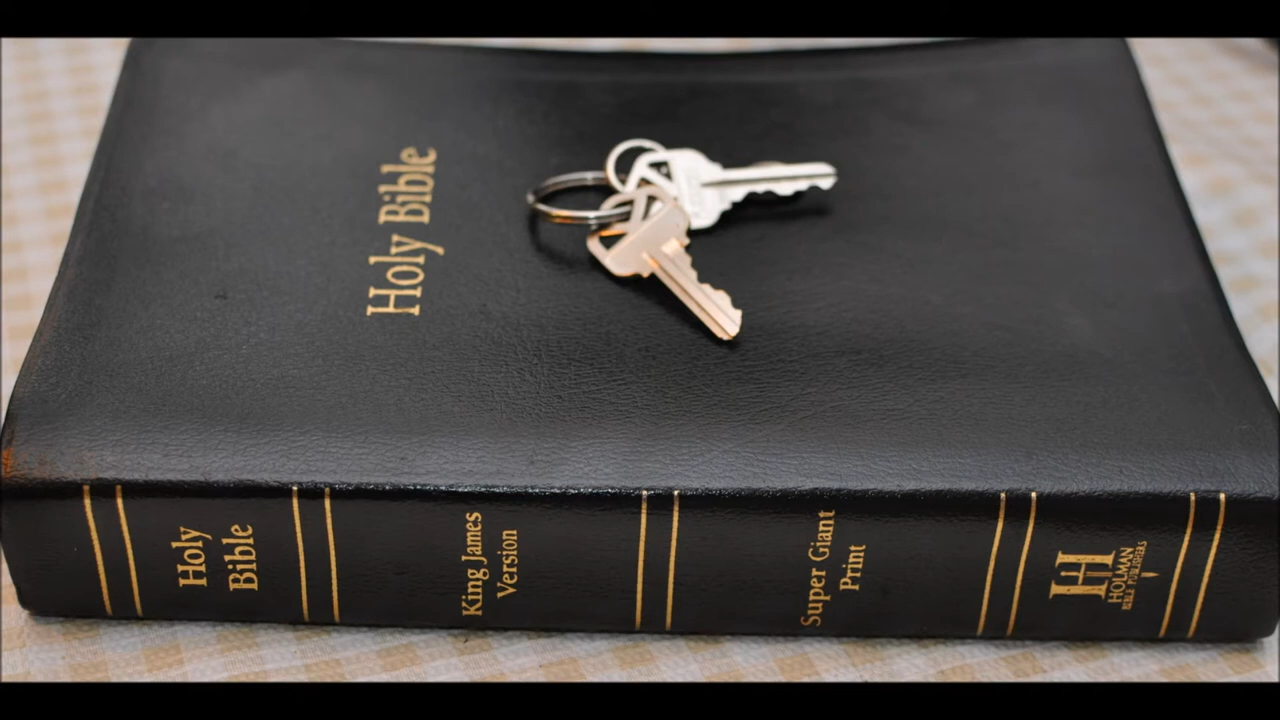 Holy Bible
Holy
Bible
King James
Version
Super Giant
Print
HOLMAN
BIBLE PUBLISHERS